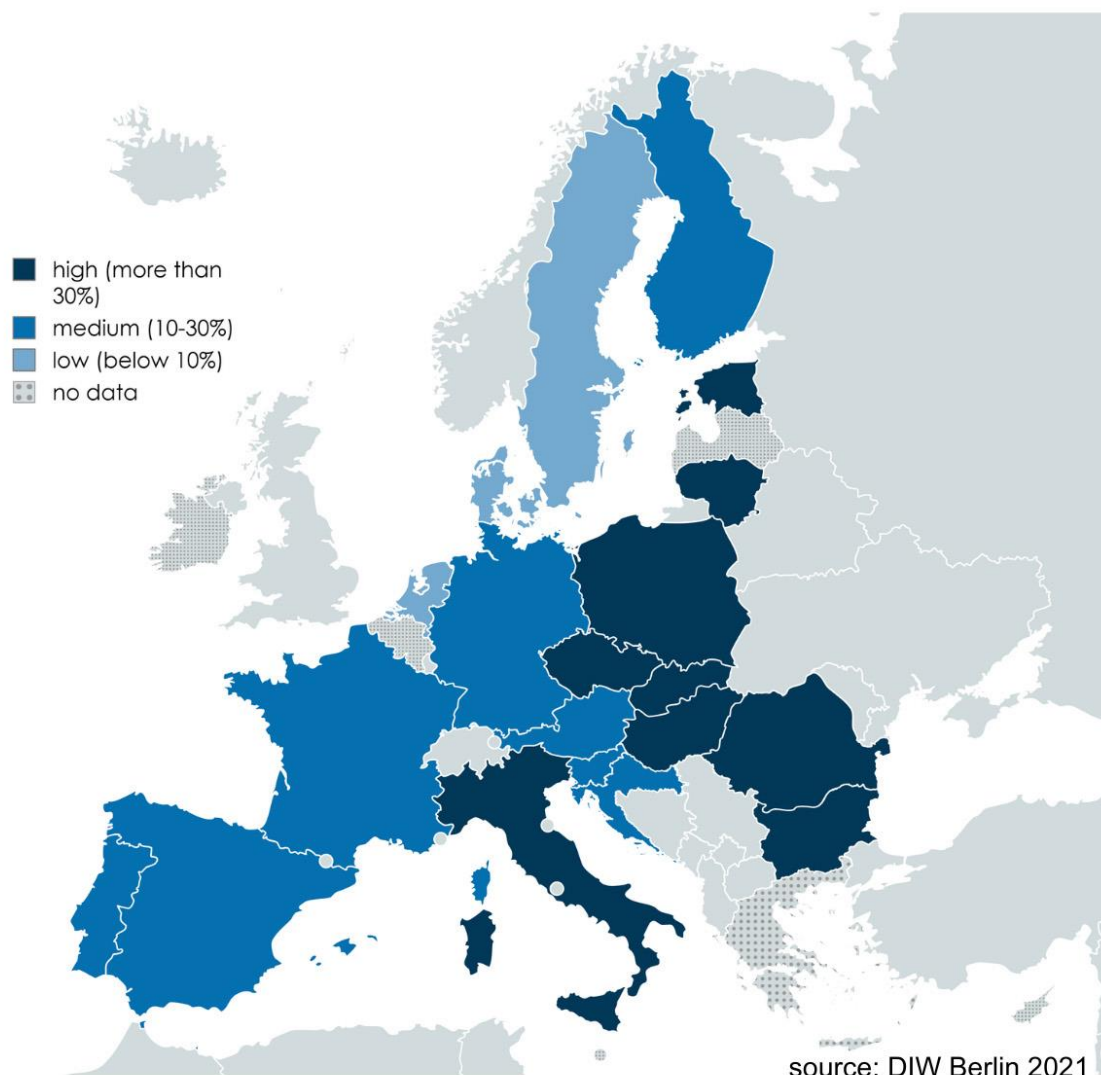 high (more than
30%)
medium (10-30%)
low (below 10%)
no data
source: DIW Berlin 2021